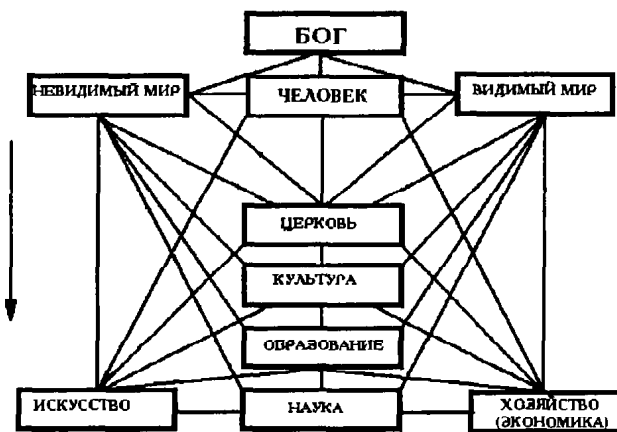 БОГ
НЕВИДИМЫЙ МИР
ЧЕЛОВЕК
ВИДИМЫЙ МИР
ЦЕРКОВЬ
КУЛЬТУРА
ОБРАЗОВАНИЕ
ИСКУССТВО
НАУКА
ХОЗЯЙСТВО
(ЭКОНОМИКА)